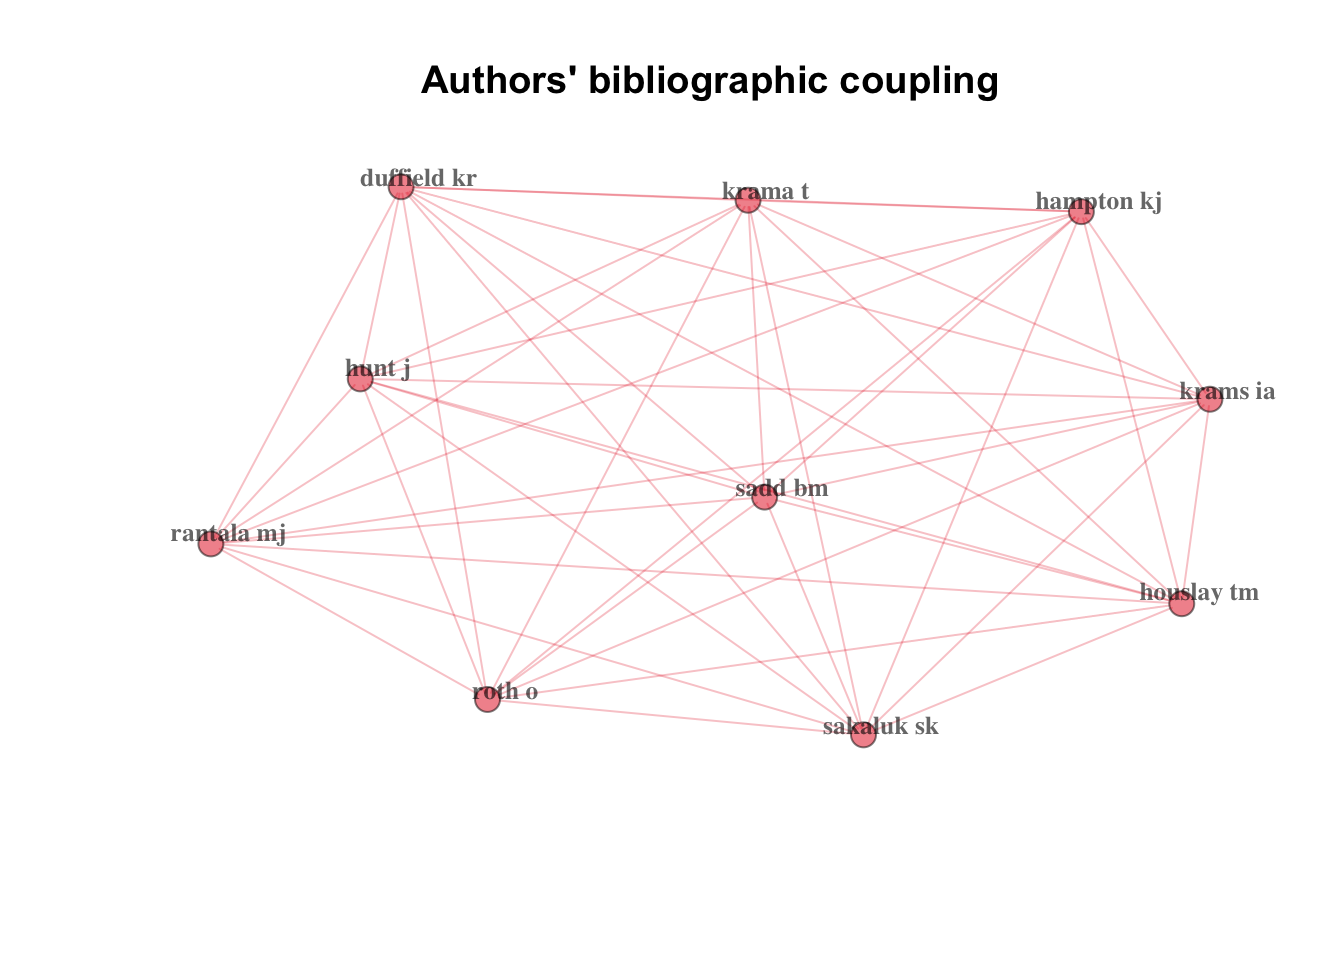 Authors' bibliographic coupling
duffield kr
krama t
hampton kj
hunt j
krams ia
sadd bm
rantala mj
houslay tm
roth o
sakaluk sk